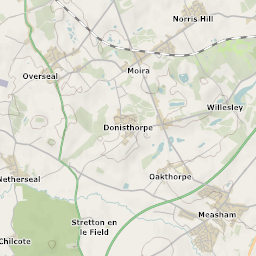 Norris Hill
Moira
Overseal
Willesley
Donisthorpe
Netherseal
Oakthorpe
Measham
Stretton en
le Field
Chilcote